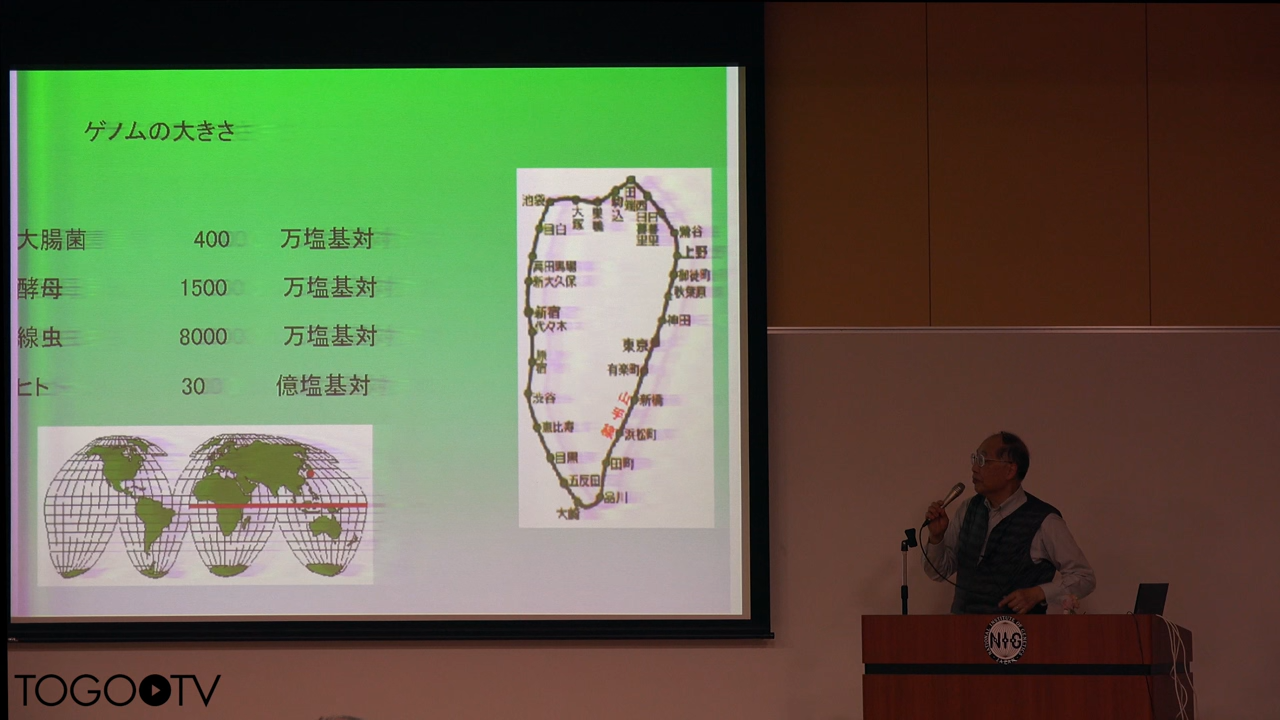 ゲノムの大きさ
大腸菌 400 万塩基対
酵母 1500 万塩基対
線虫 8000 万塩基対
ヒト 30 億塩基対
池袋
大塚
巣鴨
駒込
田端
西日暮里
日暮里
鶯谷
目白
上野
高田馬場
御徒町
新大久保
秋葉原
新宿
神田
代々木
東京
原宿
有楽町
渋谷
新橋
山手線
恵比寿
浜松町
目黒
田町
五反田
品川
大崎
NIG
NATIONAL INSTITUTE OF GENETICS
JAPAN
TOGO TV